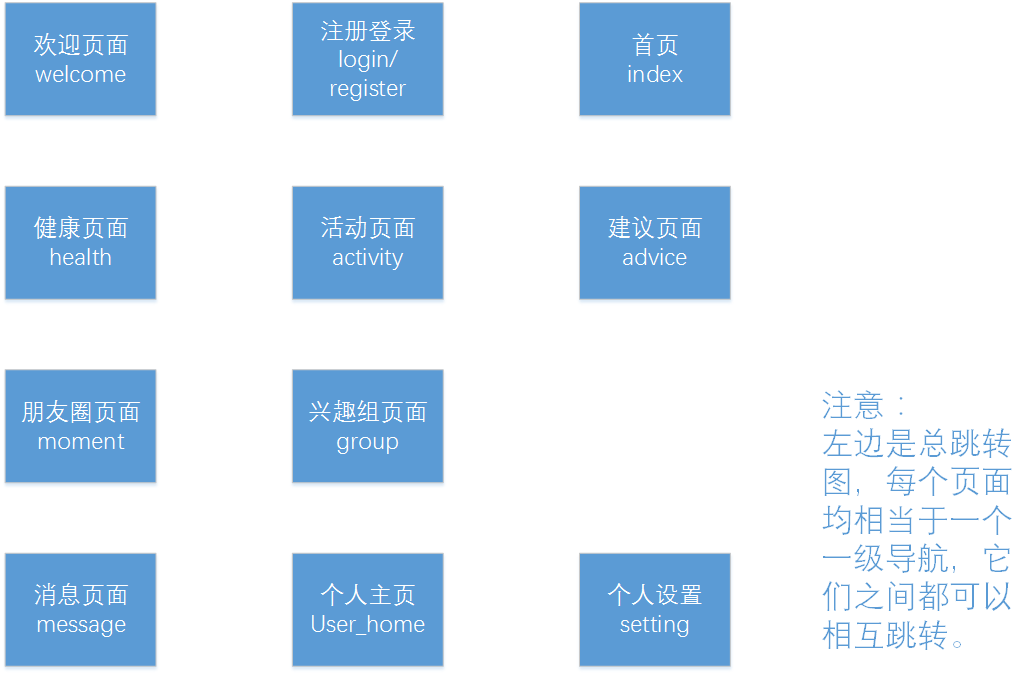 欢迎页面
welcome
注册登录
login/
register
首页
index
健康页面
health
活动页面
activity
建议页面
advice
朋友圈页面
moment
兴趣组页面
group
消息页面
message
个人主页
User_home
个人设置
setting
注意：
左边是总跳转
图，每个页面
均相当于一个
一级导航，它
们之间都可以
相互跳转。